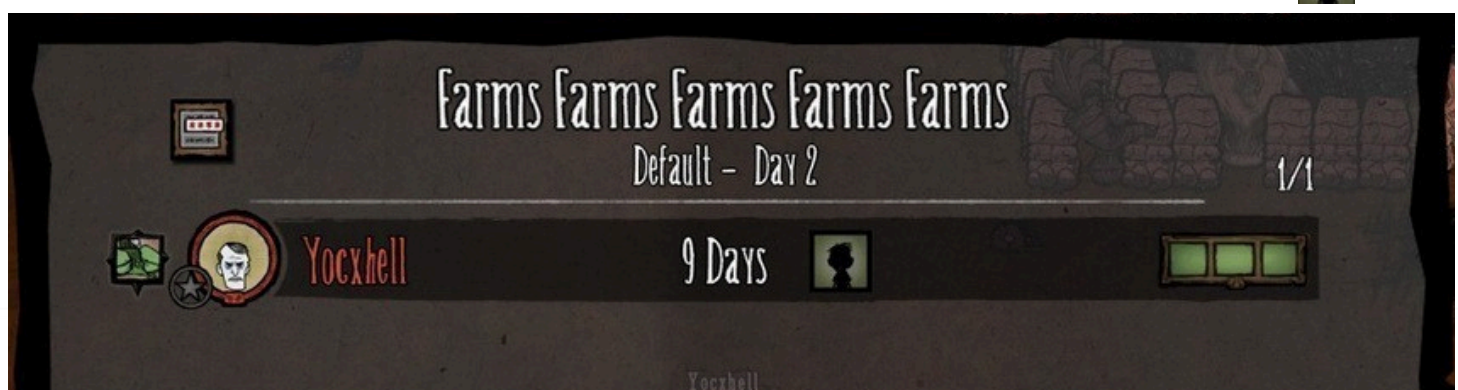 Farms Farms Farms Farms Farms
Default - Day 2
1/1
Yocxhell
9 Days
Yocxhell